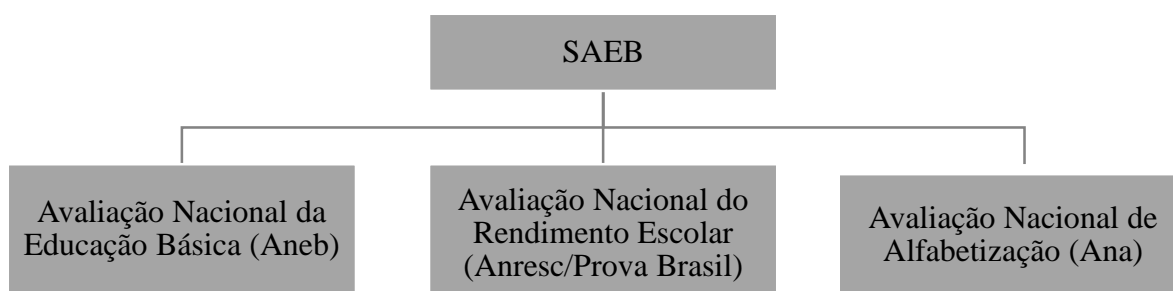 SAEB
Avaliação Nacional da
Educação Básica (Aneb)
Avaliação Nacional do
Rendimento Escolar
(Anresc/Prova Brasil)
Avaliação Nacional de
Alfabetização (Ana)